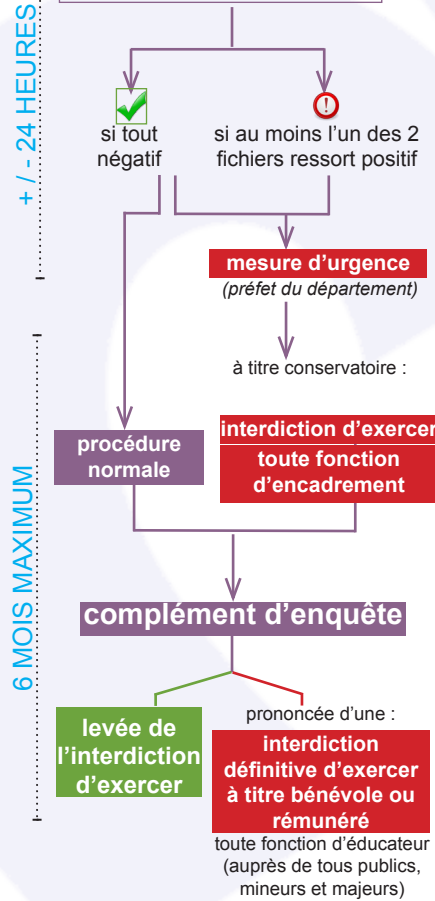 + / - 24 HEURES
si tout
négatif
si au moins l'un des 2
fichiers ressort positif
mesure d'urgence
(préfet du département)
à titre conservatoire :
interdiction d'exercer
toute fonction
d'encadrement
procédure
normale
6 MOIS MAXIMUM
complément d'enquête
levée de
l'interdiction
d'exercer
prononcée d'une :
interdiction
définitive d'exercer
à titre bénévole ou
rémunéré
toute fonction d'éducateur
(auprès de tous publics,
mineurs et majeurs)